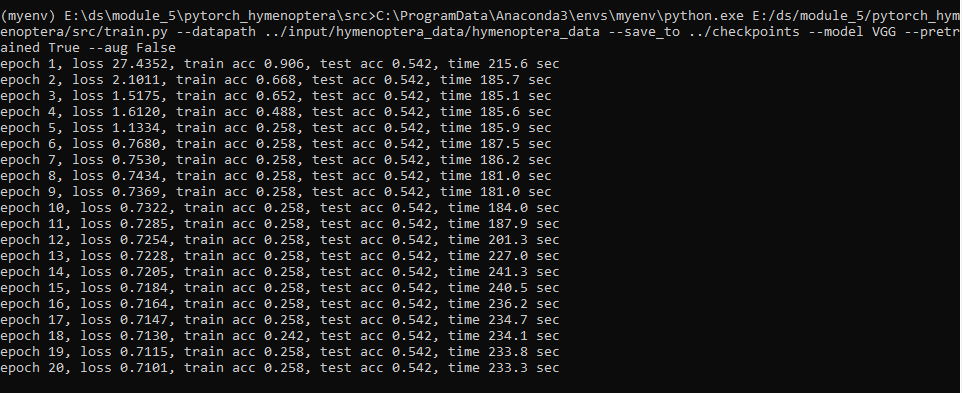 (myenv) E:\ds\module_5\pytorch_hymenoptera\src>C:\ProgramData\Anaconda3\envs\myenv\python.exe E:/ds/module_5/pytorch_hym
enoptera/src/train.py --datapath ../input/hymenoptera_data/hymenoptera_data --save_to ../checkpoints --model VGG --pretr
ained True --aug False
epoch 1, loss 27.4352, train acc 0.906, test acc 0.542, time 215.6 sec
epoch 2, loss 2.1011, train acc 0.668, test acc 0.542, time 185.7 sec
epoch 3, loss 1.5175, train acc 0.652, test acc 0.542, time 185.1 sec
epoch 4, loss 1.6120, train acc 0.488, test acc 0.542, time 185.6 sec
epoch 5, loss 1.1334, train acc 0.258, test acc 0.542, time 185.9 sec
epoch 6, loss 0.7680, train acc 0.258, test acc 0.542, time 187.5 sec
epoch 7, loss 0.7530, train acc 0.258, test acc 0.542, time 186.2 sec
epoch 8, loss 0.7434, train acc 0.258, test acc 0.542, time 181.0 sec
epoch 9, loss 0.7369, train acc 0.258, test acc 0.542, time 181.0 sec
epoch 10, loss 0.7322, train acc 0.258, test acc 0.542, time 184.0 sec
epoch 11, loss 0.7285, train acc 0.258, test acc 0.542, time 187.9 sec
epoch 12, loss 0.7254, train acc 0.258, test acc 0.542, time 201.3 sec
epoch 13, loss 0.7228, train acc 0.258, test acc 0.542, time 227.0 sec
epoch 14, loss 0.7205, train acc 0.258, test acc 0.542, time 241.3 sec
epoch 15, loss 0.7184, train acc 0.258, test acc 0.542, time 240.5 sec
epoch 16, loss 0.7164, train acc 0.258, test acc 0.542, time 236.2 sec
epoch 17, loss 0.7147, train acc 0.258, test acc 0.542, time 234.7 sec
epoch 18, loss 0.7130, train acc 0.242, test acc 0.542, time 234.1 sec
epoch 19, loss 0.7115, train acc 0.258, test acc 0.542, time 233.8 sec
epoch 20, loss 0.7101, train acc 0.258, test acc 0.542, time 233.3 sec